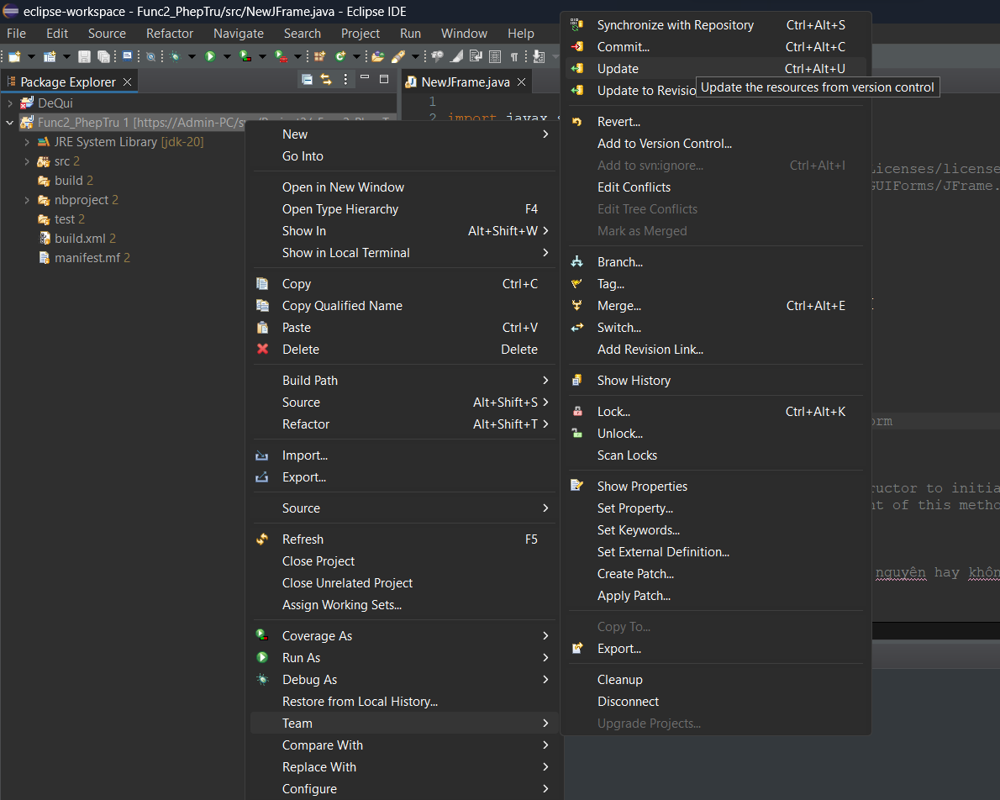 eclipse-workspace - Func2_PhepTru/src/NewJFrame.java - Eclipse IDE
File Edit Source Refactor Navigate Search Project Run Window Help
Package Explorer
NewJFrame.java
DeQui
Func2_PhepTru 1 [https://Admin-PC/s
JRE System Library [jdk-20]
src 2
build 2
nbproject 2
test 2
build.xml 2
manifest.mf 2
1
2 import javax
New
Go Into
Open in New Window
Open Type Hierarchy F4
Show In Alt+Shift+W
Show in Local Terminal
Copy Ctrl+C
Copy Qualified Name
Paste Ctrl+V
Delete Delete
Build Path
Source Alt+Shift+S
Refactor Alt+Shift+T
Import...
Export...
Source
Refresh F5
Close Project
Close Unrelated Project
Assign Working Sets...
Coverage As
Run As
Debug As
Restore from Local History...
Team
Compare With
Replace With
Configure
Synchronize with Repository Ctrl+Alt+S
Commit... Ctrl+Alt+C
Update Ctrl+Alt+U
Update to Revisio
Update the resources from version control
Revert...
Add to Version Control...
Add to svn:ignore... Ctrl+Alt+I
Edit Conflicts
Edit Tree Conflicts
Mark as Merged
Branch...
Tag...
Merge... Ctrl+Alt+E
Switch...
Add Revision Link...
Show History
Lock... Ctrl+Alt+K
Unlock...
Scan Locks
Show Properties
Set Property...
Set Keywords...
Set External Definition...
Create Patch...
Apply Patch...
Copy To...
Export...
Cleanup
Disconnect
Upgrade Projects...
Licenses/license
GUIForms/JFrame.
orm
ructor to initia
nt of this metho
nguyên hay khôn